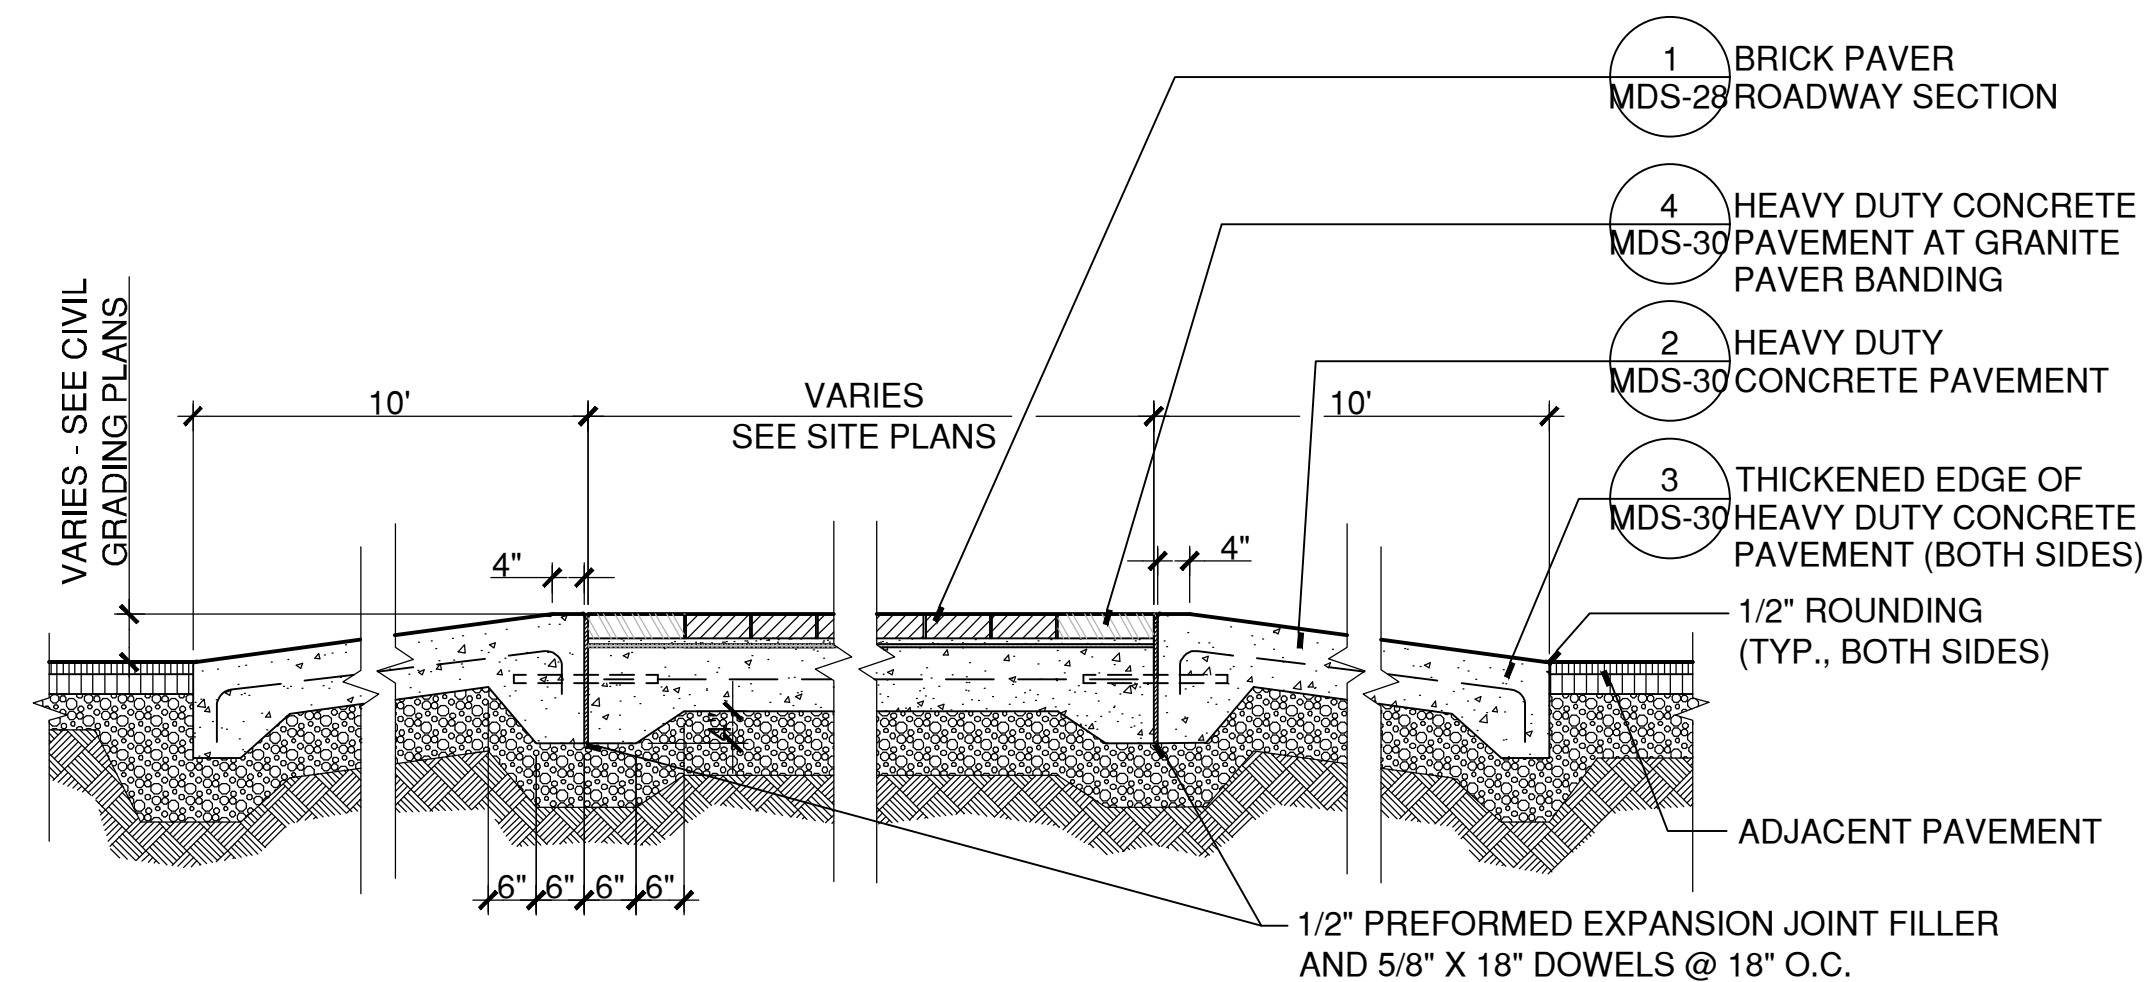 1
MDS-28
BRICK PAVER
ROADWAY SECTION
4
MDS-30
HEAVY DUTY CONCRETE
PAVEMENT AT GRANITE
PAVER BANDING
2
MDS-30
HEAVY DUTY
CONCRETE PAVEMENT
3
MDS-30
THICKENED EDGE OF
HEAVY DUTY CONCRETE
PAVEMENT (BOTH SIDES)
1/2" ROUNDING
(TYP., BOTH SIDES)
ADJACENT PAVEMENT
1/2" PREFORMED EXPANSION JOINT FILLER
AND 5/8" X 18" DOWELS @ 18" O.C.
VARIES - SEE CIVIL
GRADING PLANS
10'
VARIES
SEE SITE PLANS
10'
4"
4"
4"
6" 6" 6" 6"